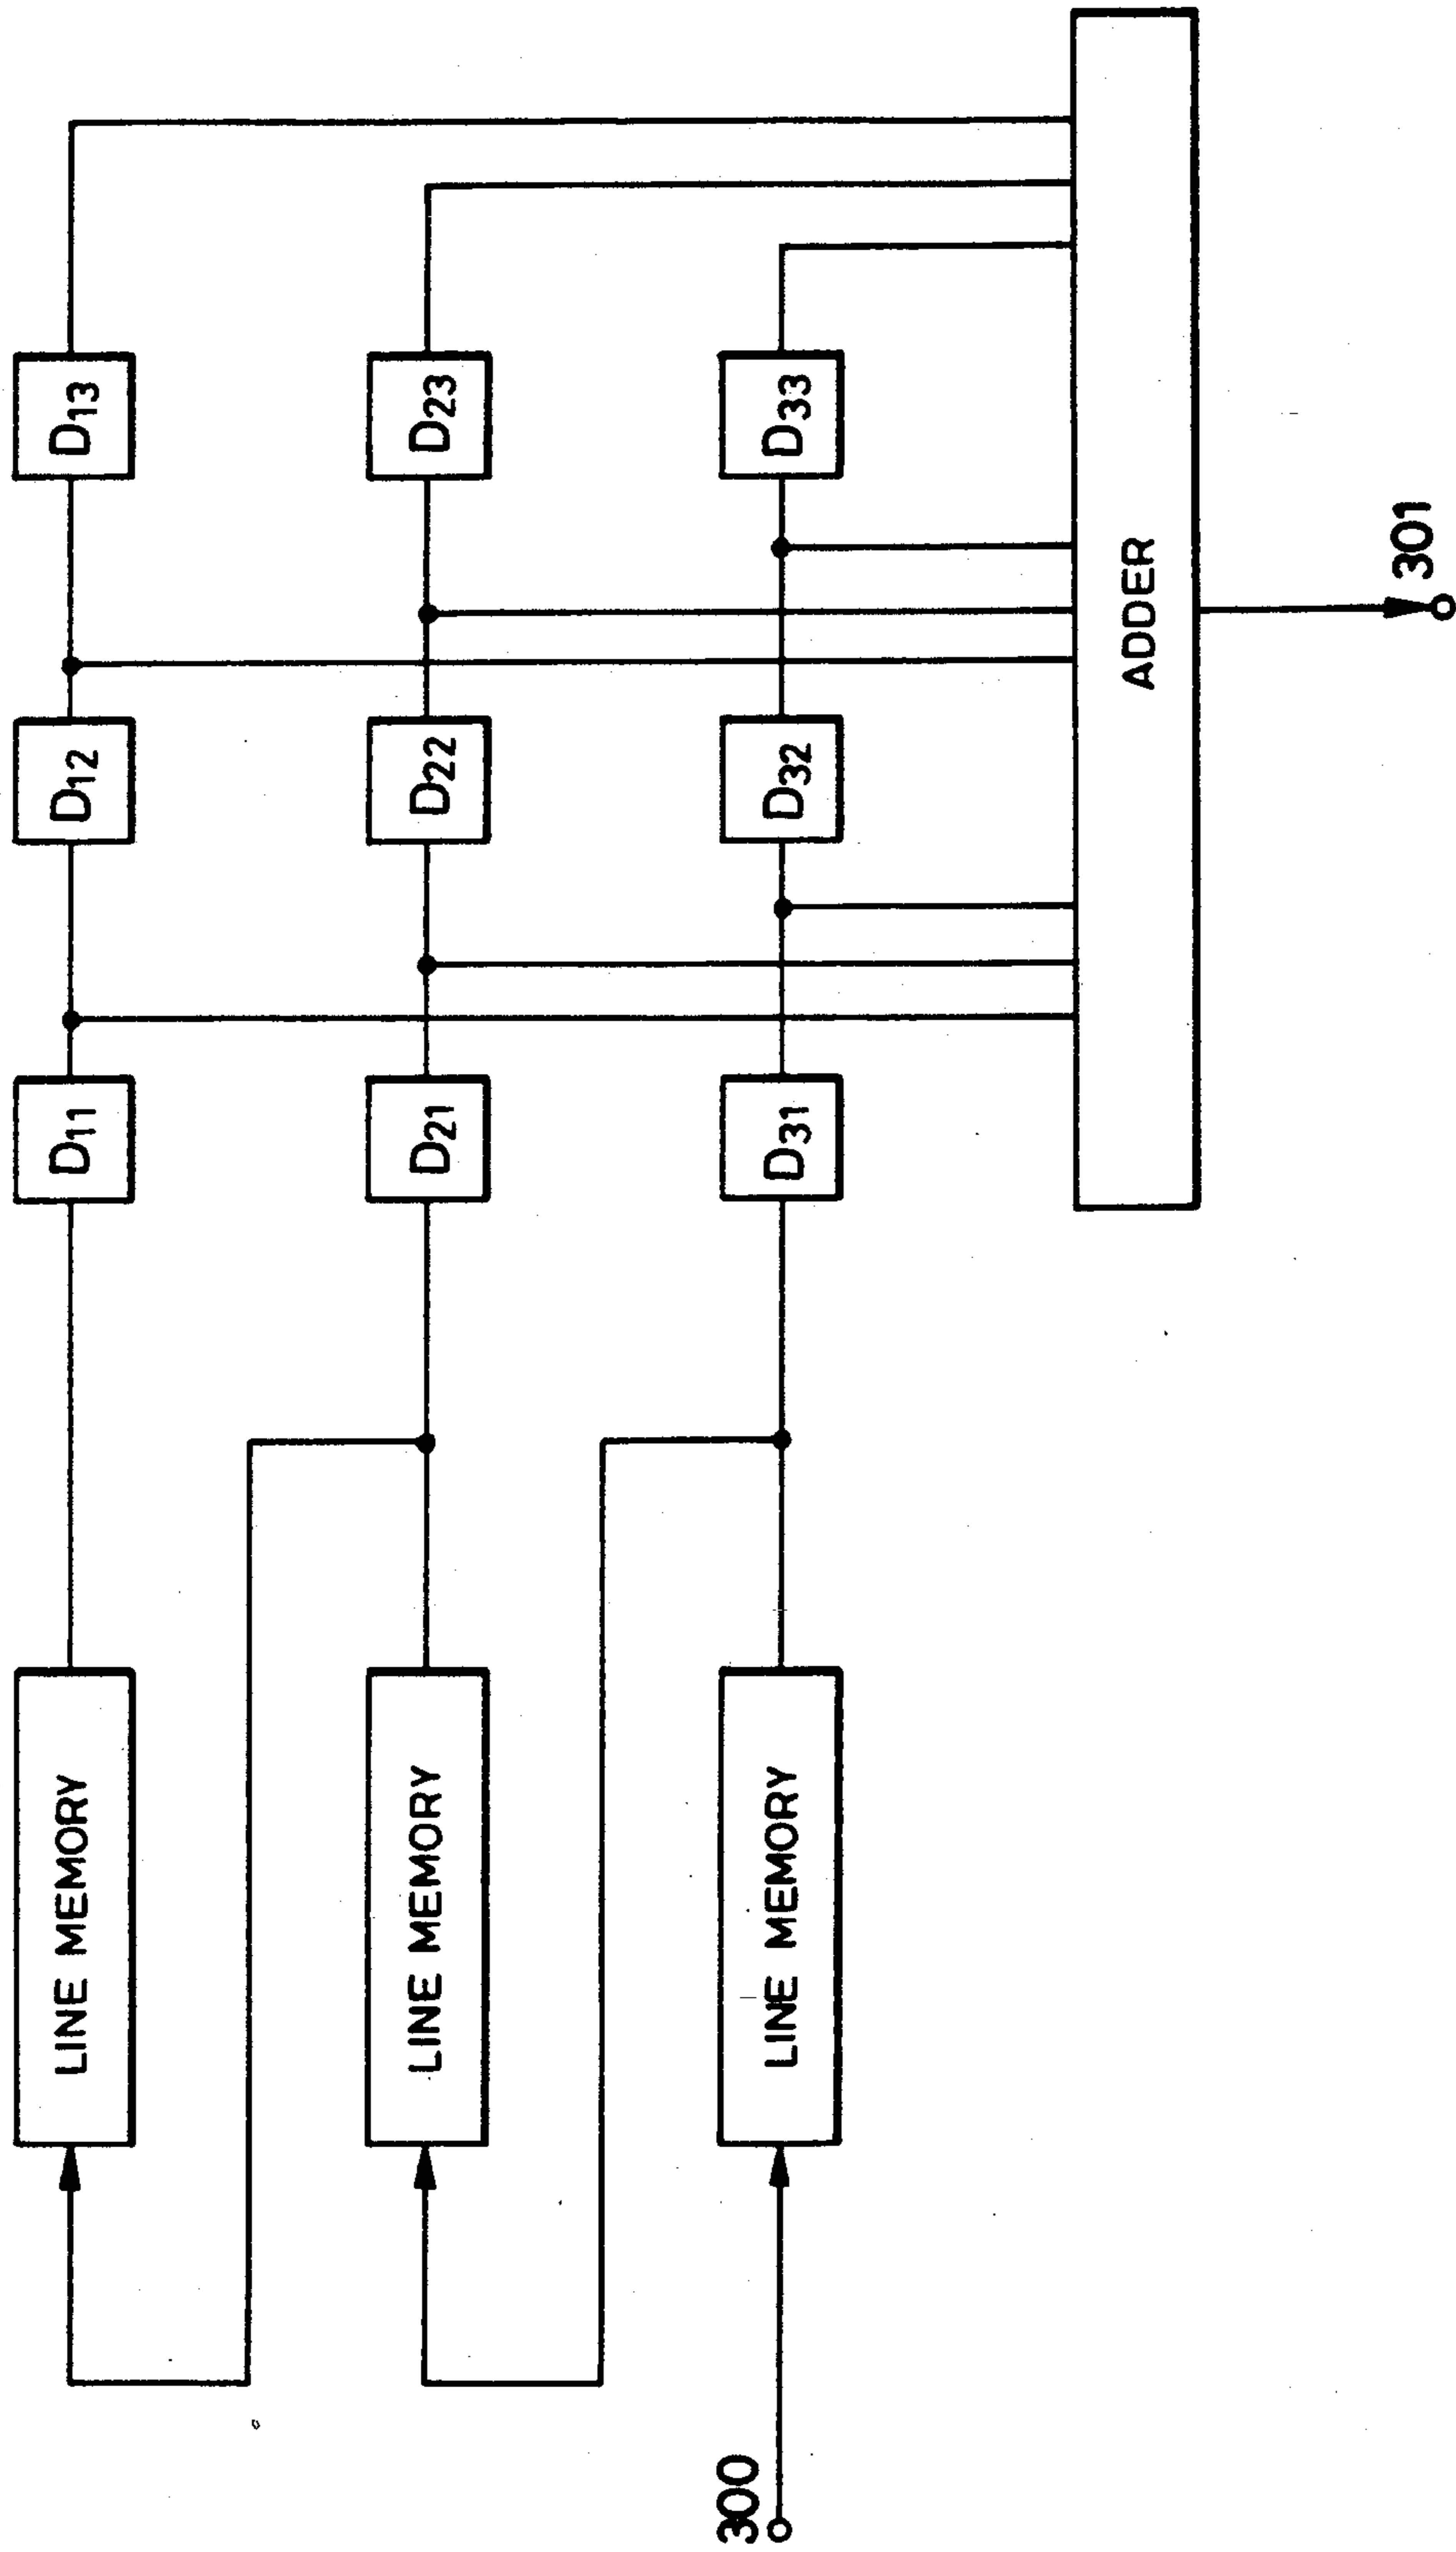 LINE MEMORY
D11
D12
D13
LINE MEMORY
D21
D22
D23
300
LINE MEMORY
D31
D32
D33
ADDER
301